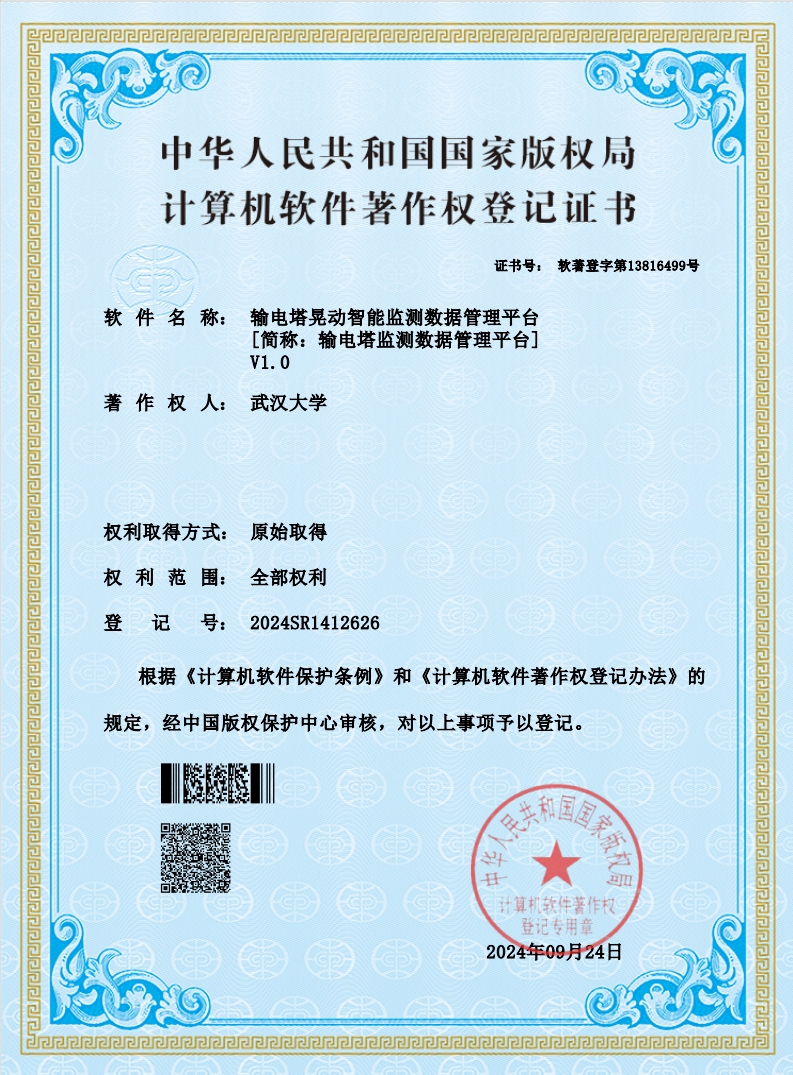 中华人民共和国国家版权局
计算机软件著作权登记证书
证书号： 软著登字第13816499号
软件名称： 输电塔晃动智能监测数据管理平台
[简称：输电塔监测数据管理平台]
V1.0
著作权人： 武汉大学
权利取得方式： 原始取得
权利范围： 全部权利
登记号： 2024SR1412626
根据《计算机软件保护条例》和《计算机软件著作权登记办法》的
规定，经中国版权保护中心审核，对以上事项予以登记。
中华人民共和国国家版权局
计算机软件著作权
登记专用章
2024年09月24日